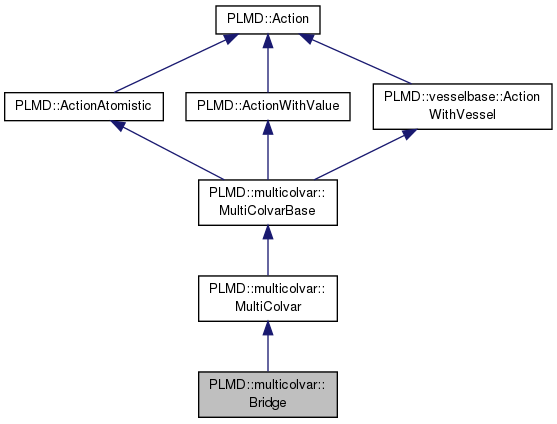 PLMD::Action
PLMD::ActionAtomistic
PLMD::ActionWithValue
PLMD::vesselbase::Action
WithVessel
PLMD::multicolvar::
MultiColvarBase
PLMD::multicolvar::
MultiColvar
PLMD::multicolvar::
Bridge